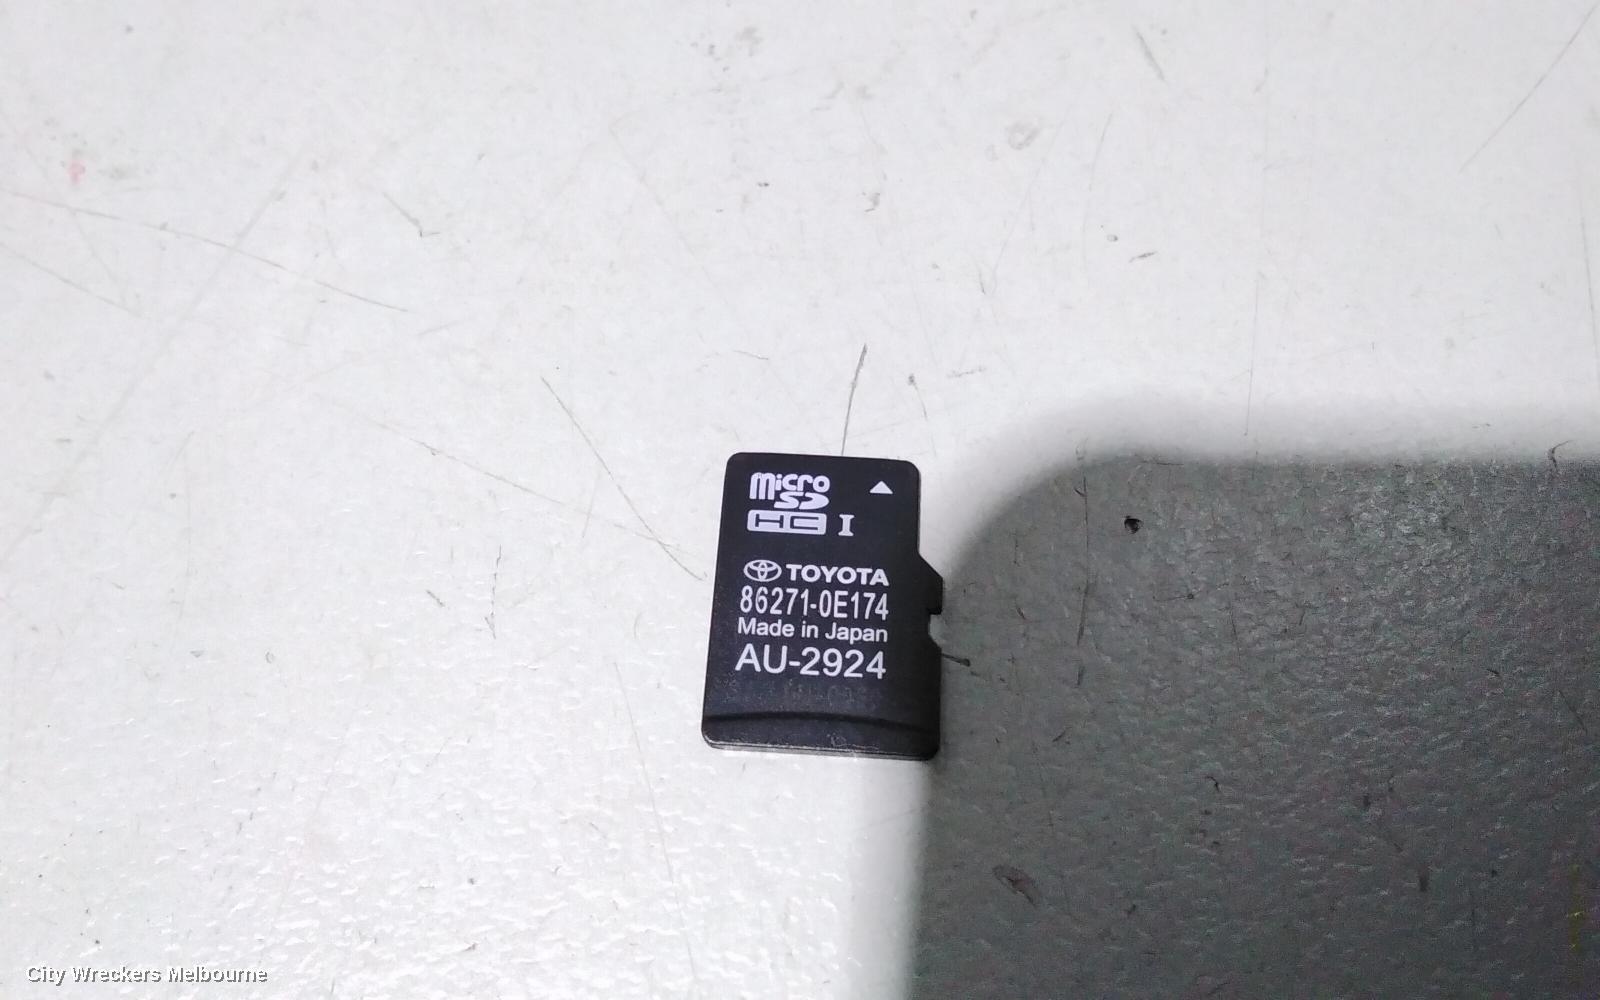 micro
SD
HC I
TOYOTA
86271-0E174
Made in Japan
AU-2924
City Wreckers Melbourne